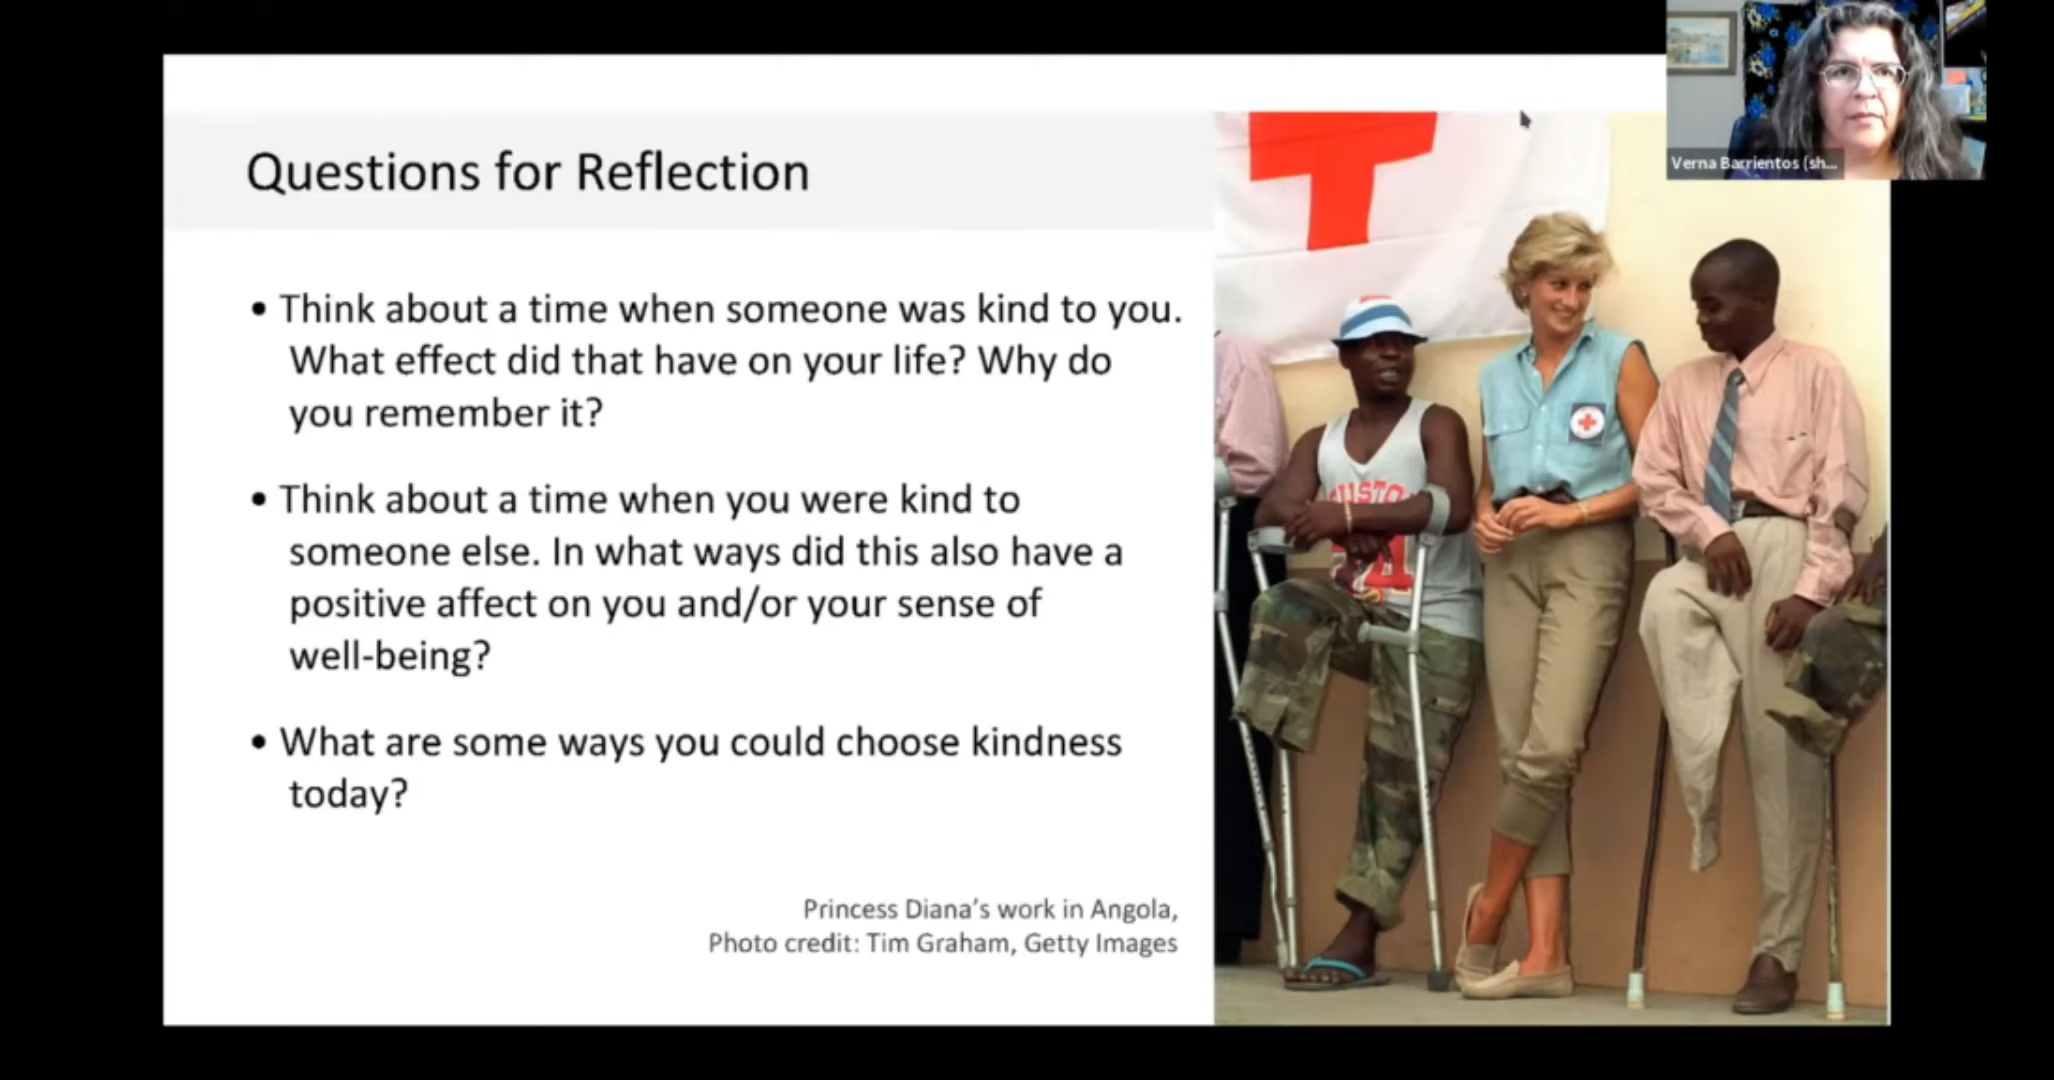 Verna Barrientos (sh...
Questions for Reflection
• Think about a time when someone was kind to you.
What effect did that have on your life? Why do
you remember it?
• Think about a time when you were kind to
someone else. In what ways did this also have a
positive affect on you and/or your sense of
well-being?
• What are some ways you could choose kindness
today?
Princess Diana's work in Angola,
Photo credit: Tim Graham, Getty Images